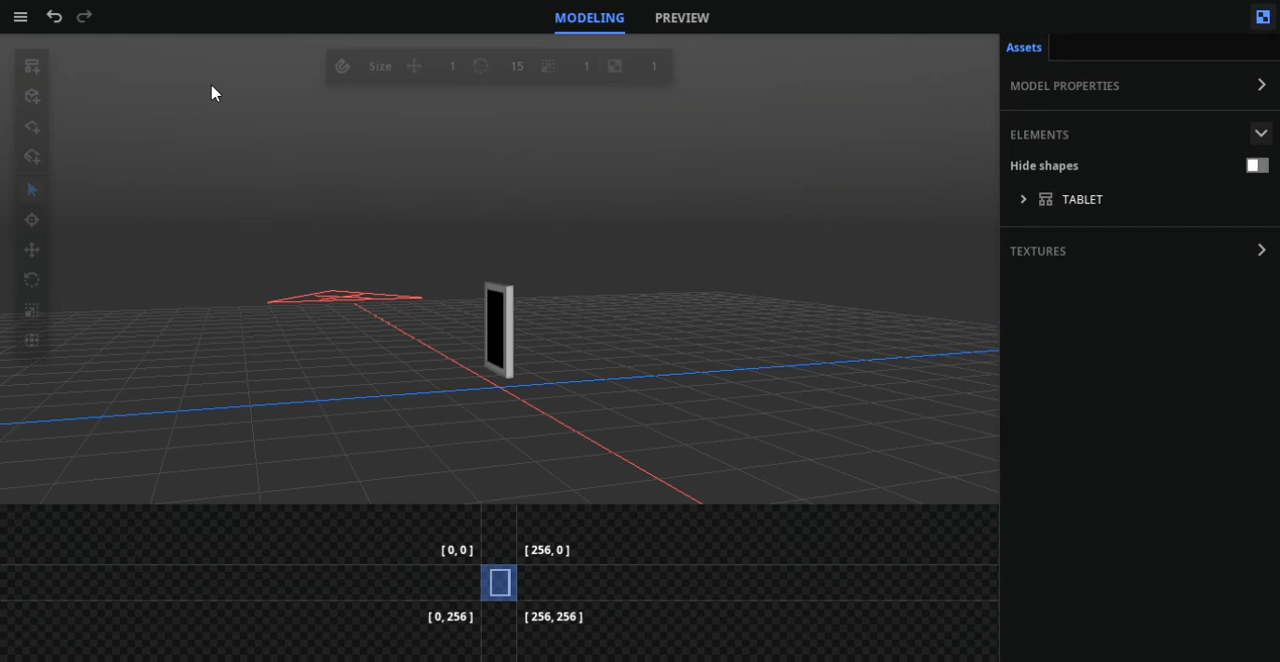 MODELING PREVIEW
Assets
Size 1 15 1 1
MODEL PROPERTIES
ELEMENTS
Hide shapes
TABLET
TEXTURES
[ 0, 0 ] [ 256, 0 ]
[ 0, 256 ] [ 256, 256 ]